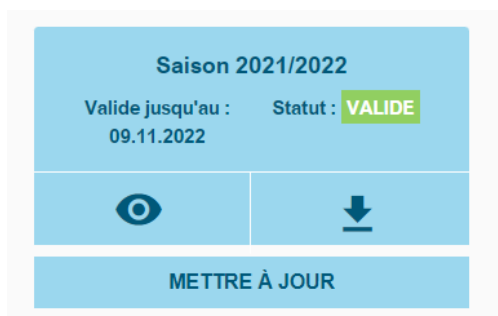 Saison 2021/2022
Valide jusqu'au :
09.11.2022
Statut : VALIDE
METTRE À JOUR